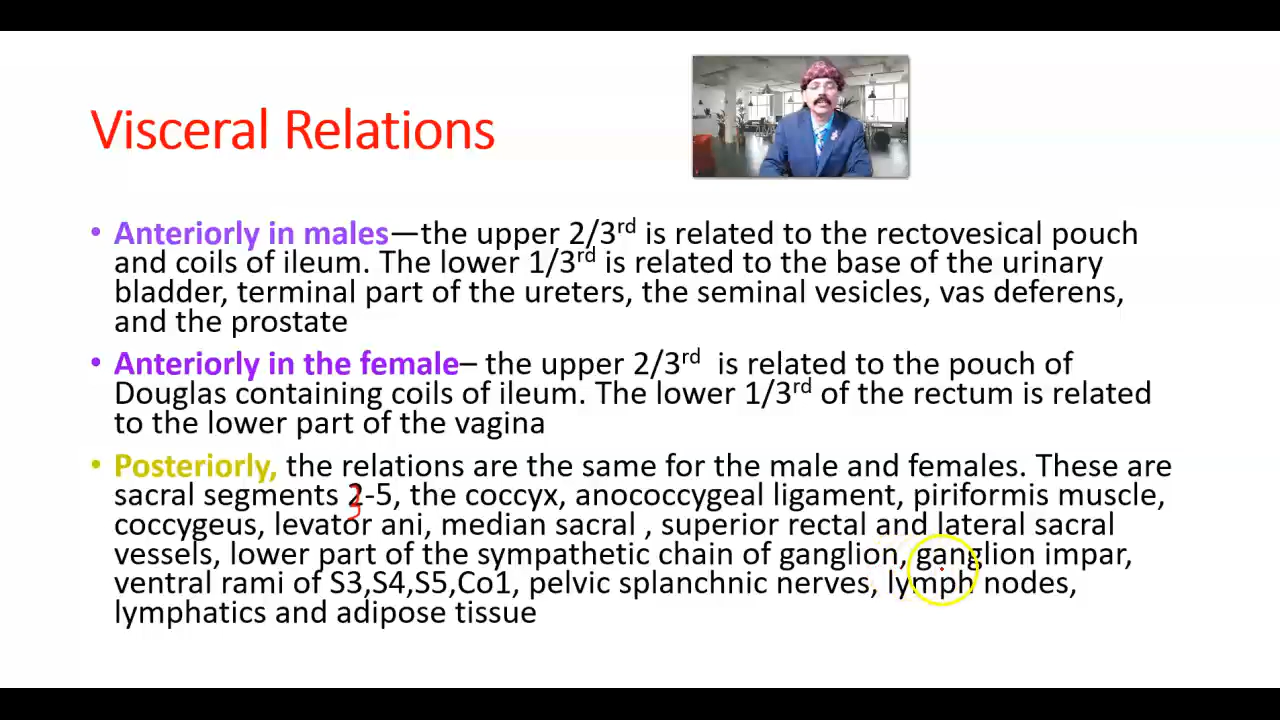 Visceral Relations
• Anteriorly in males—the upper 2/3rd is related to the rectovesical pouch
and coils of ileum. The lower 1/3rd is related to the base of the urinary
bladder, terminal part of the ureters, the seminal vesicles, vas deferens,
and the prostate
• Anteriorly in the female– the upper 2/3rd is related to the pouch of
Douglas containing coils of ileum. The lower 1/3rd of the rectum is related
to the lower part of the vagina
• Posteriorly, the relations are the same for the male and females. These are
sacral segments 3-5, the coccyx, anococcygeal ligament, piriformis muscle,
coccygeus, levator ani, median sacral , superior rectal and lateral sacral
vessels, lower part of the sympathetic chain of ganglion, ganglion impar,
ventral rami of S3,S4,S5,Co1, pelvic splanchnic nerves, lymph nodes,
lymphatics and adipose tissue